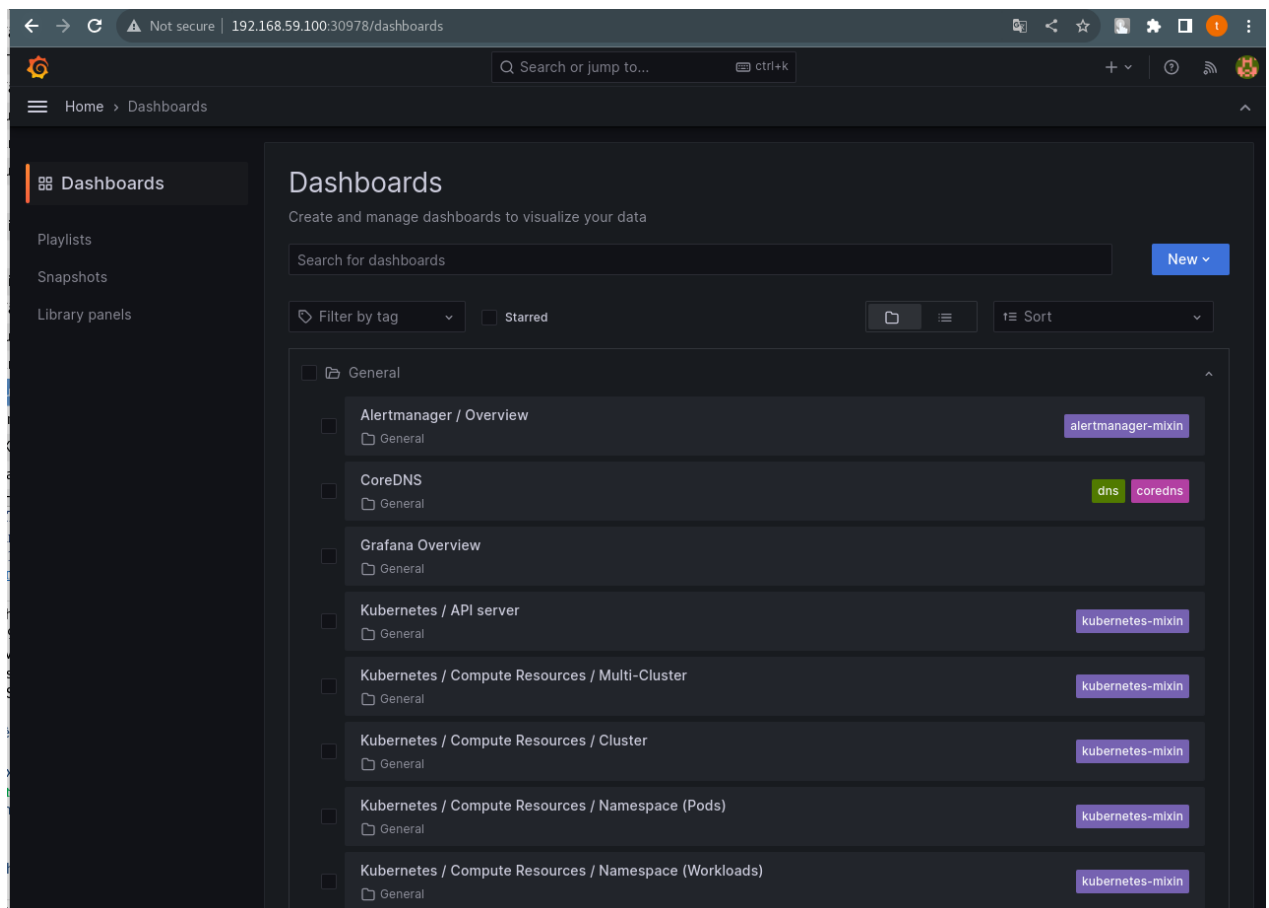 Not secure | 192.168.59.100:30978/dashboards
t
Search or jump to... ctrl+k
Home › Dashboards
Dashboards
Playlists
Snapshots
Library panels
Dashboards
Create and manage dashboards to visualize your data
Search for dashboards
New
Filter by tag
Starred
Sort
General
Alertmanager / Overview
General
alertmanager-mixin
CoreDNS
General
dns coredns
Grafana Overview
General
Kubernetes / API server
General
kubernetes-mixin
Kubernetes / Compute Resources / Multi-Cluster
General
kubernetes-mixin
Kubernetes / Compute Resources / Cluster
General
kubernetes-mixin
Kubernetes / Compute Resources / Namespace (Pods)
General
kubernetes-mixin
Kubernetes / Compute Resources / Namespace (Workloads)
General
kubernetes-mixin